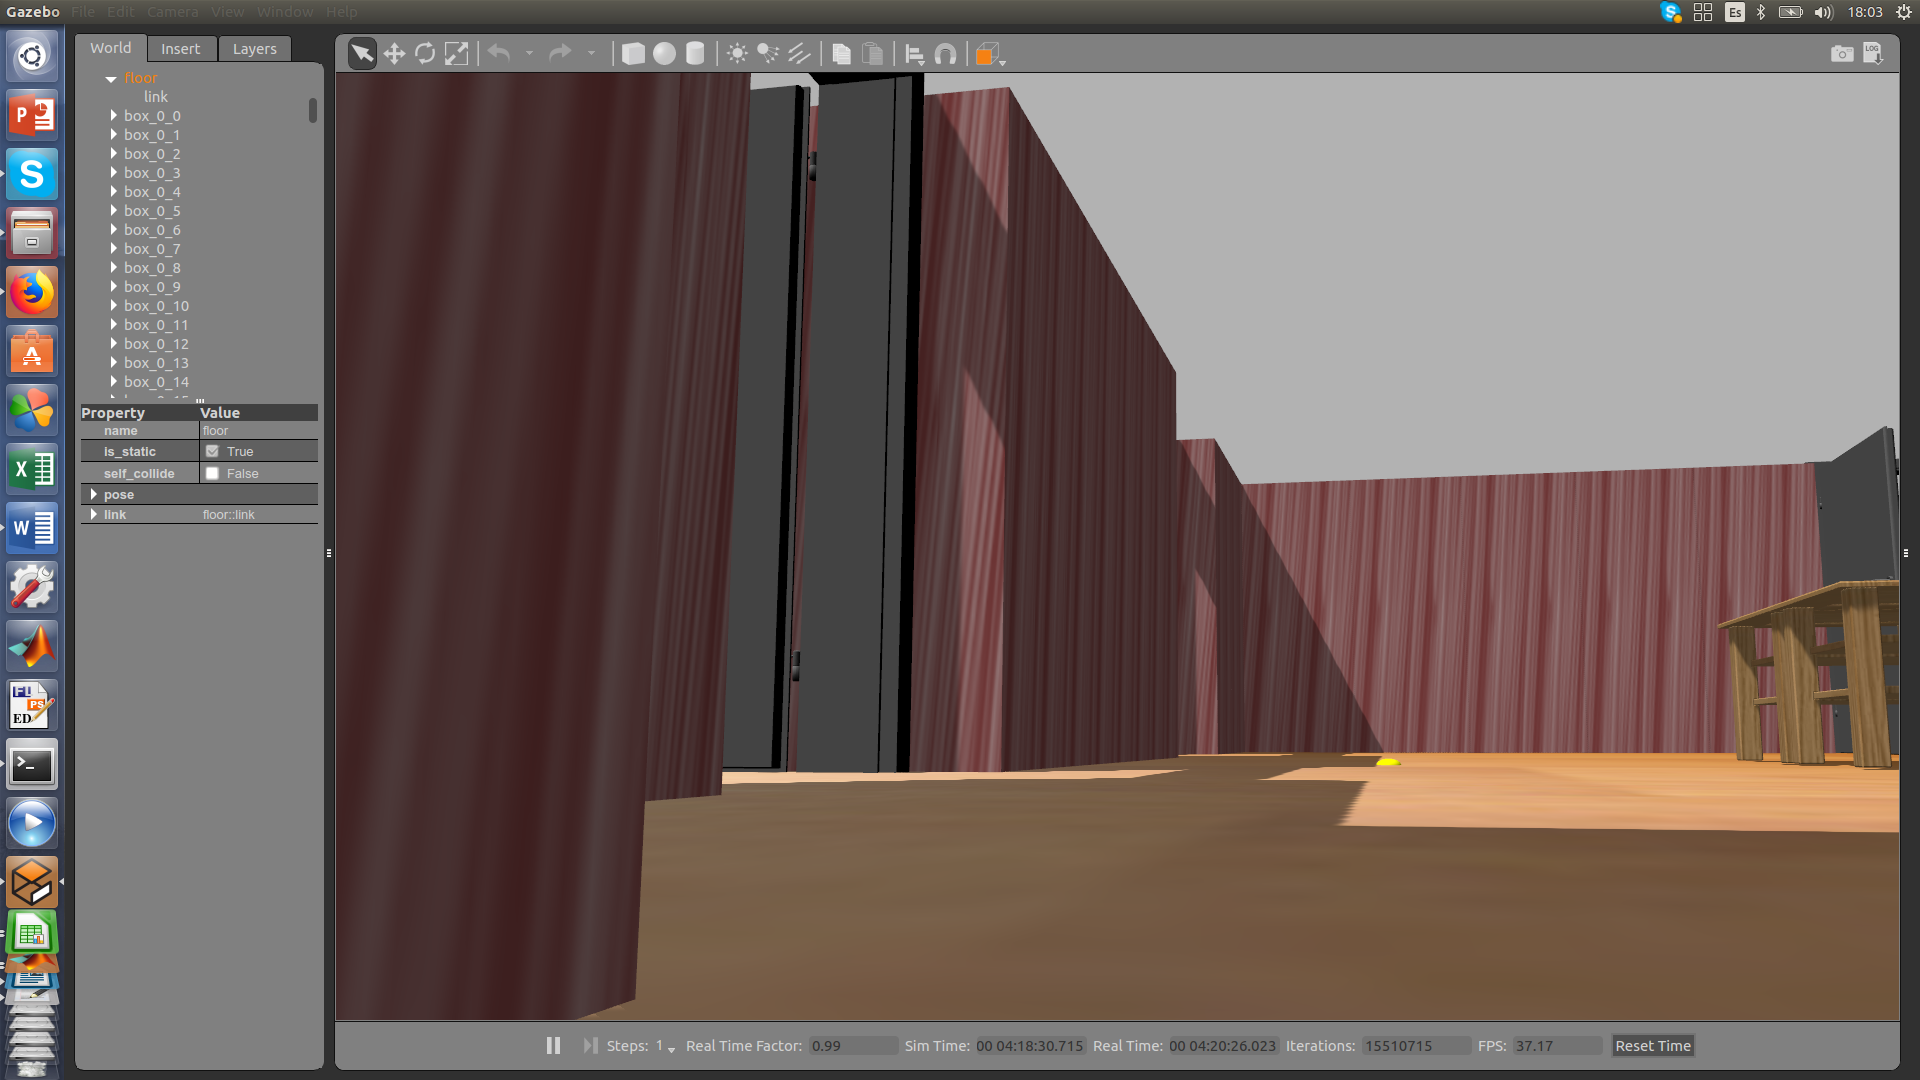 Gazebo File Edit Camera View Window Help
Es 18:03
World Insert Layers
LOG
floor
link
box_0_0
box_0_1
box_0_2
box_0_3
box_0_4
box_0_5
box_0_6
box_0_7
box_0_8
box_0_9
box_0_10
box_0_11
box_0_12
box_0_13
box_0_14
Property Value
name floor
is_static True
self_collide False
pose
link floor::link
Steps: 1 Real Time Factor: 0.99 Sim Time: 00 04:18:30.715 Real Time: 00 04:20:26.023 Iterations: 15510715 FPS: 37.17 Reset Time